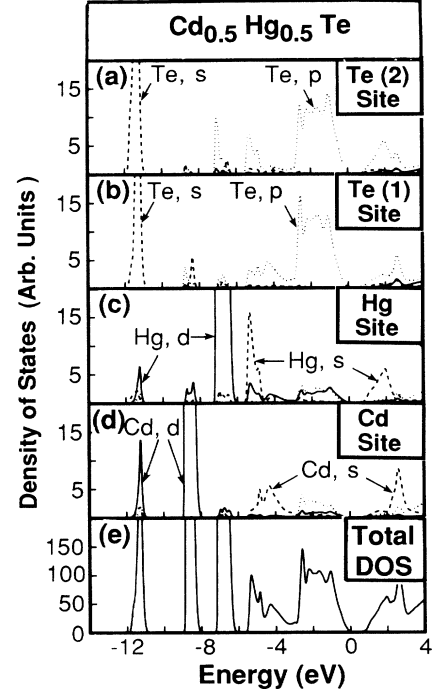 Cd0.5 Hg0.5 Te
Density of States (Arb. Units)
(a) Te, s Te, p Te (2) Site
15
5
(b) Te, s Te, p Te (1) Site
15
5
(c) Hg, d Hg, s Hg Site
15
5
(d) Cd, d Cd, s Cd Site
15
5
(e) Total DOS
150
100
50
0
-12 -8 -4 0 4
Energy (eV)